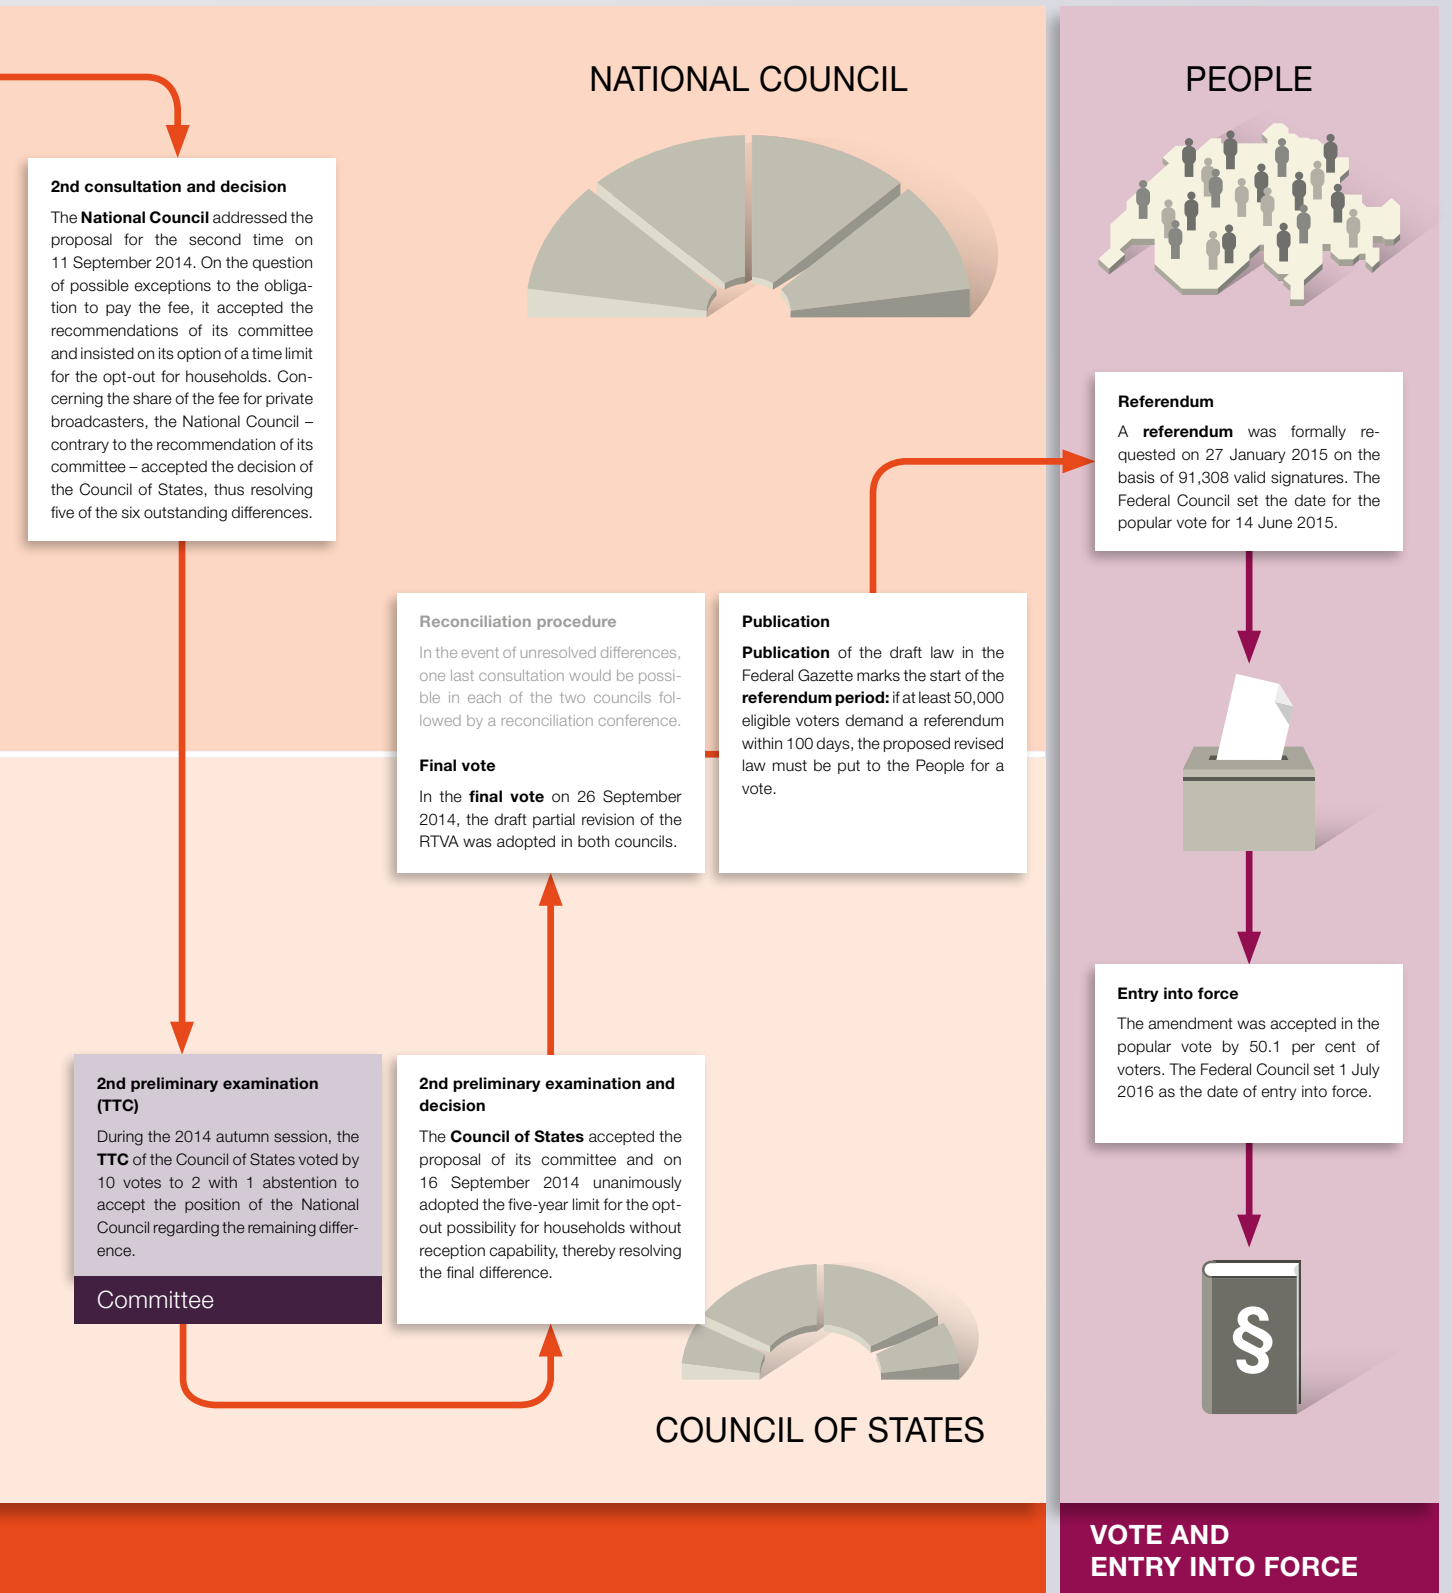 NATIONAL COUNCIL
2nd consultation and decision
The National Council addressed the
proposal for the second time on
11 September 2014. On the question
of possible exceptions to the obliga-
tion to pay the fee, it accepted the
recommendations of its committee
and insisted on its option of a time limit
for the opt-out for households. Con-
cerning the share of the fee for private
broadcasters, the National Council –
contrary to the recommendation of its
committee – accepted the decision of
the Council of States, thus resolving
five of the six outstanding differences.
2nd preliminary examination
(TTC)
During the 2014 autumn session, the
TTC of the Council of States voted by
10 votes to 2 with 1 abstention to
accept the position of the National
Council regarding the remaining differ-
ence.
Committee
2nd preliminary examination and
decision
The Council of States accepted the
proposal of its committee and on
16 September 2014 unanimously
adopted the five-year limit for the opt-
out possibility for households without
reception capability, thereby resolving
the final difference.
COUNCIL OF STATES
Reconciliation procedure
In the event of unresolved differences,
one last consultation would be possi-
ble in each of the two councils fol-
lowed by a reconciliation conference.
Final vote
In the final vote on 26 September
2014, the draft partial revision of the
RTVA was adopted in both councils.
Publication
Publication of the draft law in the
Federal Gazette marks the start of the
referendum period: if at least 50,000
eligible voters demand a referendum
within 100 days, the proposed revised
law must be put to the People for a
vote.
PEOPLE
Referendum
A referendum was formally re-
quested on 27 January 2015 on the
basis of 91,308 valid signatures. The
Federal Council set the date for the
popular vote for 14 June 2015.
Entry into force
The amendment was accepted in the
popular vote by 50.1 per cent of
voters. The Federal Council set 1 July
2016 as the date of entry into force.
§
VOTE AND
ENTRY INTO FORCE